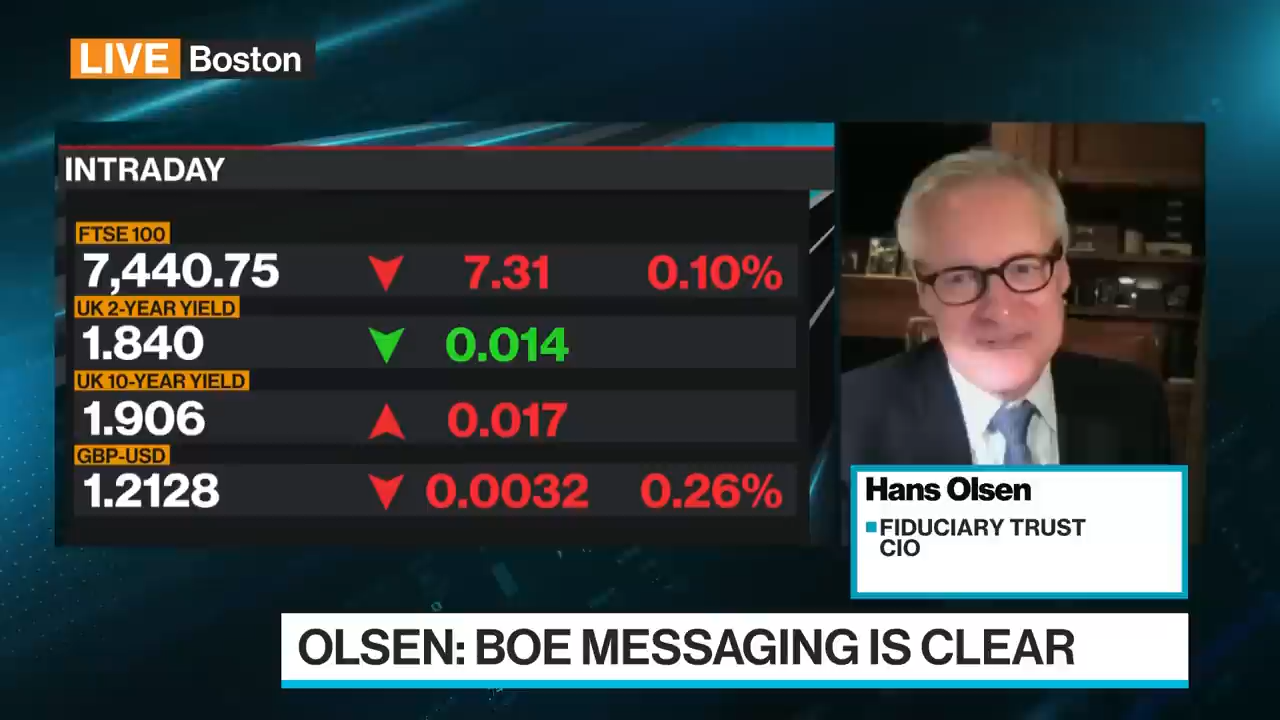 LIVE Boston
INTRADAY
FTSE 100
7,440.75 7.31 0.10%
UK 2-YEAR YIELD
1.840 0.014
UK 10-YEAR YIELD
1.906 0.017
GBP-USD
1.2128 0.0032 0.26%
Hans Olsen
FIDUCIARY TRUST
CIO
OLSEN: BOE MESSAGING IS CLEAR